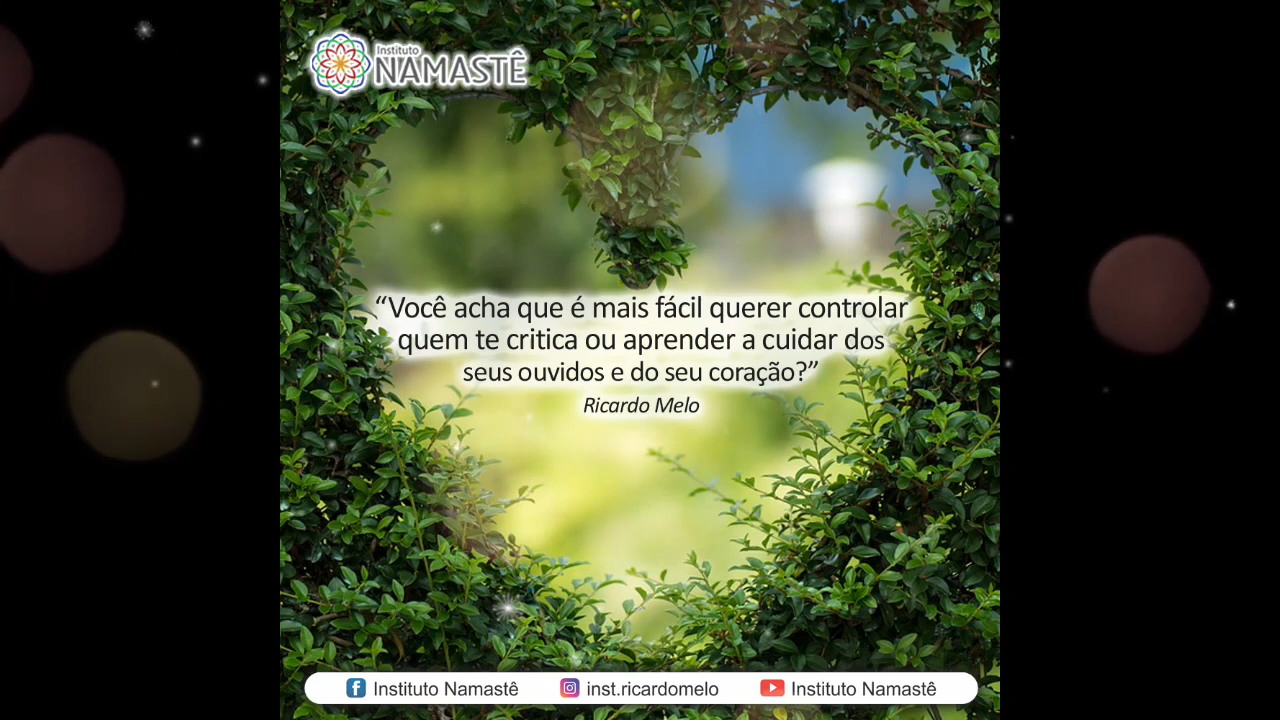 Instituto
NAMASTÊ
“Você acha que é mais fácil querer controlar
quem te critica ou aprender a cuidar dos
seus ouvidos e do seu coração?”
Ricardo Melo
Instituto Namastê inst.ricardomelo Instituto Namastê